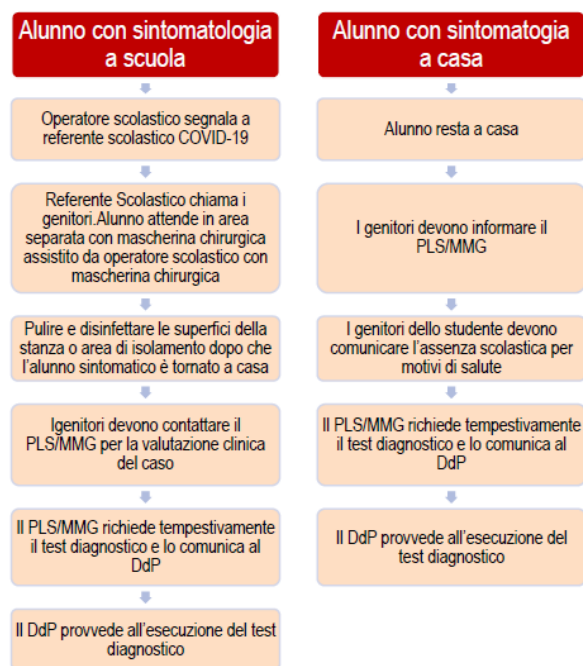 Alunno con sintomatologia
a scuola
Operatore scolastico segnala a
referente scolastico COVID-19
Referente Scolastico chiama i
genitori.Alunno attende in area
separata con mascherina chirurgica
assistito da operatore scolastico con
mascherina chirurgica
Pulire e disinfettare le superfici della
stanza o area di isolamento dopo che
l'alunno sintomatico è tornato a casa
Igenitori devono contattare il
PLS/MMG per la valutazione clinica
del caso
Il PLS/MMG richiede tempestivamente
il test diagnostico e lo comunica al
DdP
Il DdP provvede all'esecuzione del test
diagnostico
Alunno con sintomatogia
a casa
Alunno resta a casa
I genitori devono informare il
PLS/MMG
I genitori dello studente devono
comunicare l'assenza scolastica per
motivi di salute
Il PLS/MMG richiede tempestivamente
il test diagnostico e lo comunica al
DdP
Il DdP provvede all'esecuzione del
test diagnostico